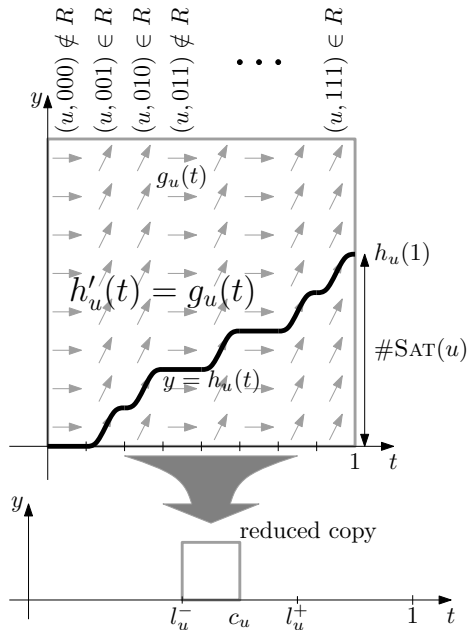 (u, 000) ∉ R
(u, 001) ∈ R
(u, 010) ∈ R
(u, 011) ∉ R
• • •
(u, 111) ∈ R
y
g_u(t)
h_u(1)
h'_u(t) = g_u(t)
#SAT(u)
y = h_u(t)
1
t
y
reduced copy
l_u^-
c_u
l_u^+
1
t